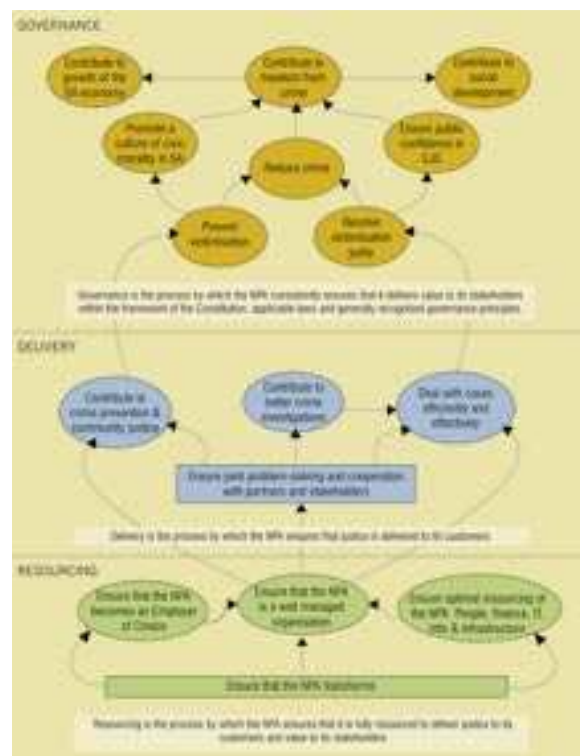 GOVERNANCE
Contribute to
growth of the
SA economy
Contribute to
freedom from
crime
Contribute to
social
development
Promote a
culture of civic
morality in SA
Ensure public
confidence in
CJS
Reduce crime
Prevent
victimisation
Resolve
victimisation
Governance is the process by which the NPA consistently ensures that it delivers value to its stakeholders
within the framework of the Constitution, applicable laws and generally recognised governance principles
DELIVERY
Contribute to
crime prevention &
community justice
Contribute to
better crime
investigations
Deal with cases
efficiently and
effectively
Ensure joint problem-solving and cooperation
with partners and stakeholders
Delivery is the process by which the NPA ensures that justice is delivered to its customers
RESOURCING
Ensure that the NPA
becomes an Employer
of Choice
Ensure that the NPA
is a well managed
organisation
Ensure optimal resourcing of
the NPA: People, finance, IT
& infrastructure
Ensure that the NPA transforms
Resourcing is the process by which the NPA ensures that it is fully resourced to deliver justice to its
customers and value to its stakeholders